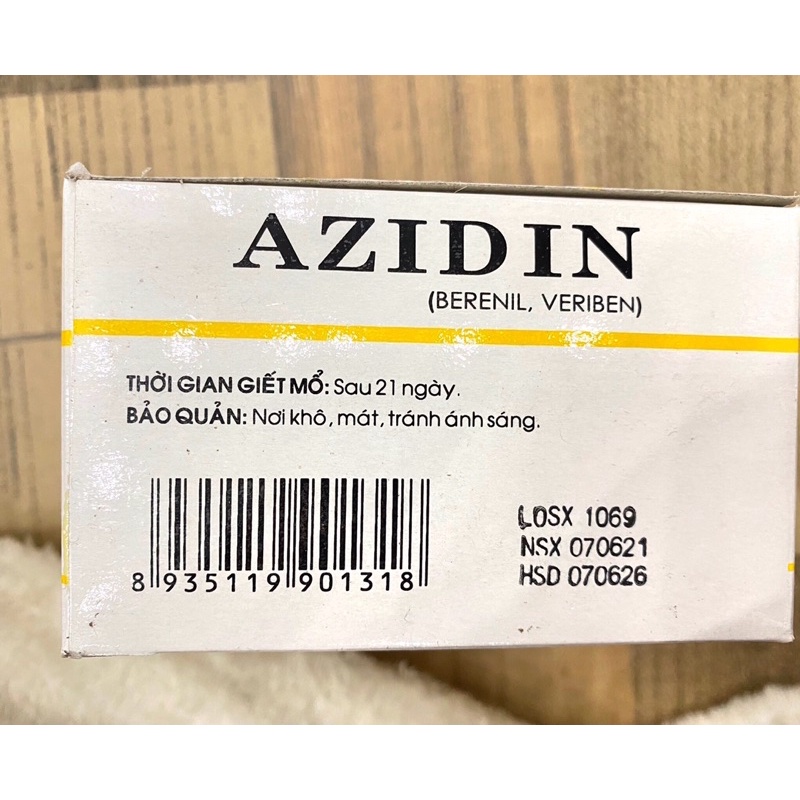 AZIDIN
(BERENIL, VERIBEN)
THỜI GIAN GIẾT MỔ: Sau 21 ngày.
BẢO QUẢN: Nơi khô, mát, tránh ánh sáng.
LOSX 1069
NSX 070621
HSD 070626
8 935119 901318